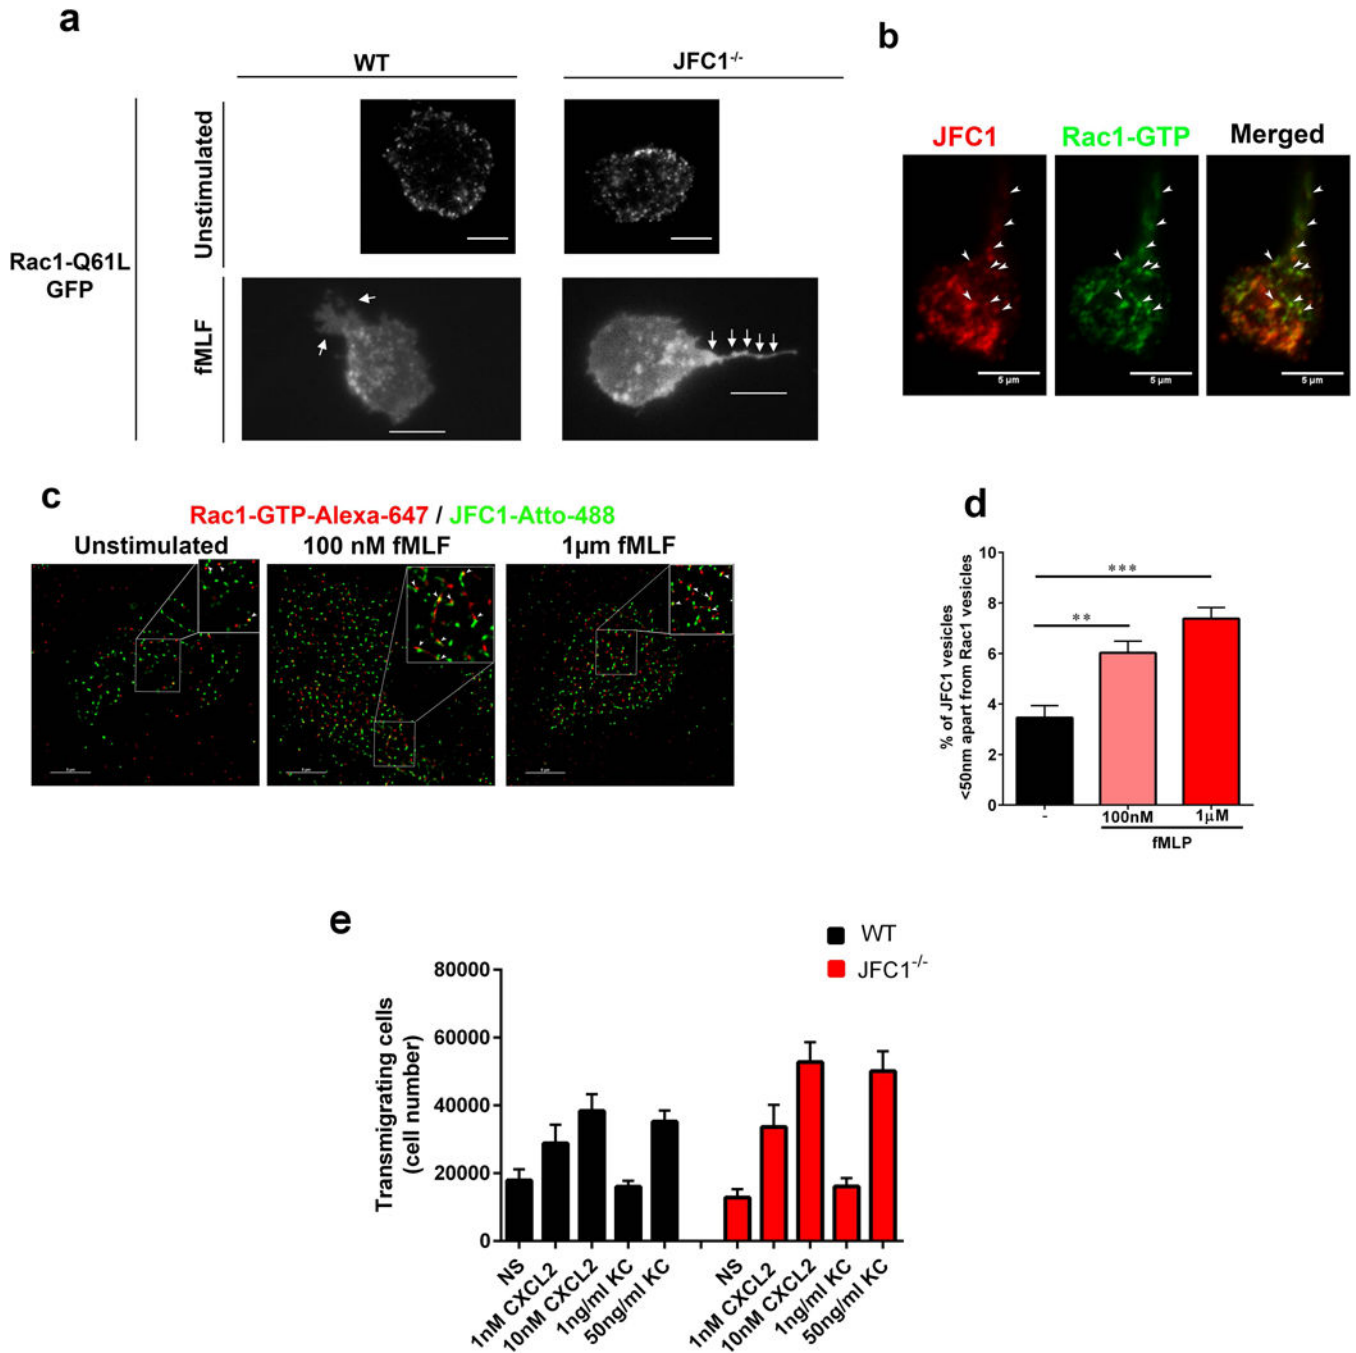 a
WT
JFC1-/-
Rac1-Q61L
GFP
Unstimulated
fMLF
b
JFC1
Rac1-GTP
Merged
5 µm
5 µm
5 µm
c
Rac1-GTP-Alexa-647 / JFC1-Atto-488
Unstimulated
100 nM fMLF
1µm fMLF
d
% of JFC1 vesicles
<50nm apart from Rac1 vesicles
10
8
6
4
2
0
***
**
-
100nM
1µM
fMLP
e
WT
JFC1-/-
Transmigrating cells
(cell number)
80000
60000
40000
20000
0
NS
1nM CXCL2
10nM CXCL2
1ng/ml KC
50ng/ml KC
NS
1nM CXCL2
10nM CXCL2
1ng/ml KC
50ng/ml KC